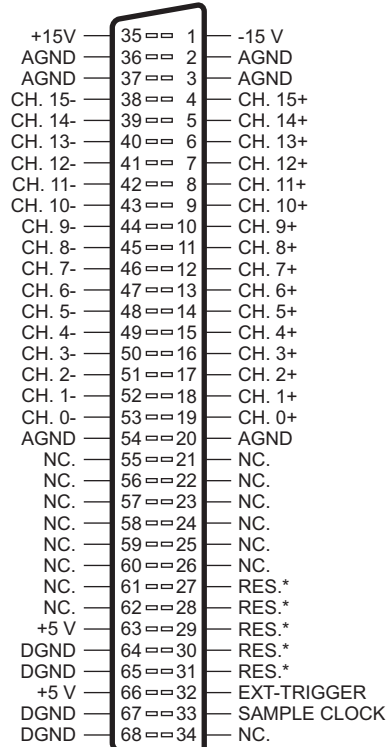 +15V 35 1 -15 V
AGND 36 2 AGND
AGND 37 3 AGND
CH. 15- 38 4 CH. 15+
CH. 14- 39 5 CH. 14+
CH. 13- 40 6 CH. 13+
CH. 12- 41 7 CH. 12+
CH. 11- 42 8 CH. 11+
CH. 10- 43 9 CH. 10+
CH. 9- 44 10 CH. 9+
CH. 8- 45 11 CH. 8+
CH. 7- 46 12 CH. 7+
CH. 6- 47 13 CH. 6+
CH. 5- 48 14 CH. 5+
CH. 4- 49 15 CH. 4+
CH. 3- 50 16 CH. 3+
CH. 2- 51 17 CH. 2+
CH. 1- 52 18 CH. 1+
CH. 0- 53 19 CH. 0+
AGND 54 20 AGND
NC. 55 21 NC.
NC. 56 22 NC.
NC. 57 23 NC.
NC. 58 24 NC.
NC. 59 25 NC.
NC. 60 26 NC.
NC. 61 27 RES.*
NC. 62 28 RES.*
+5 V 63 29 RES.*
DGND 64 30 RES.*
DGND 65 31 RES.*
+5 V 66 32 EXT-TRIGGER
DGND 67 33 SAMPLE CLOCK
DGND 68 34 NC.